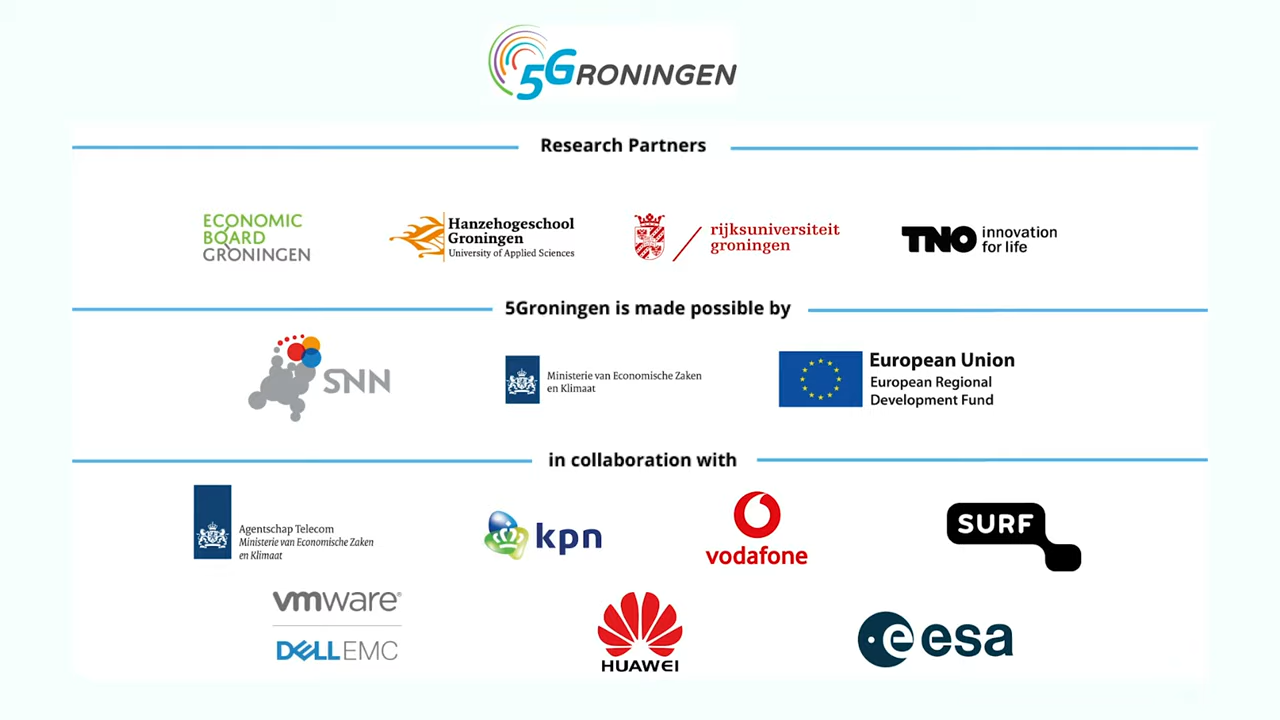 5GRONINGEN
Research Partners
ECONOMIC
BOARD
GRONINGEN
Hanzehogeschool
Groningen
University of Applied Sciences
rijksuniversiteit
groningen
TNO innovation
for life
5Groningen is made possible by
SNN
Ministerie van Economische Zaken
en Klimaat
European Union
European Regional
Development Fund
in collaboration with
Agentschap Telecom
Ministerie van Economische Zaken
en Klimaat
kpn
vodafone
SURF
vmware®
DELLEMC
HUAWEI
esa